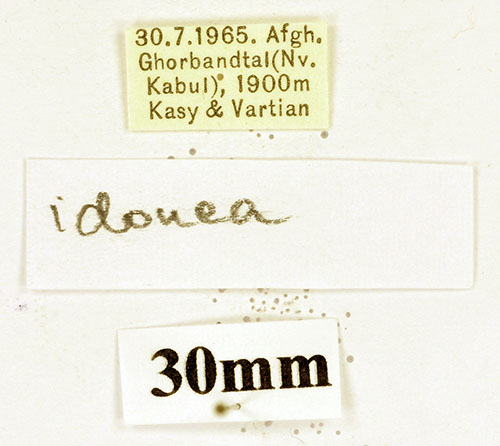 30.7.1965. Afgh.
Ghorbandtal(Nv.
Kabul), 1900m
Kasy & Vartian
idonea
30mm